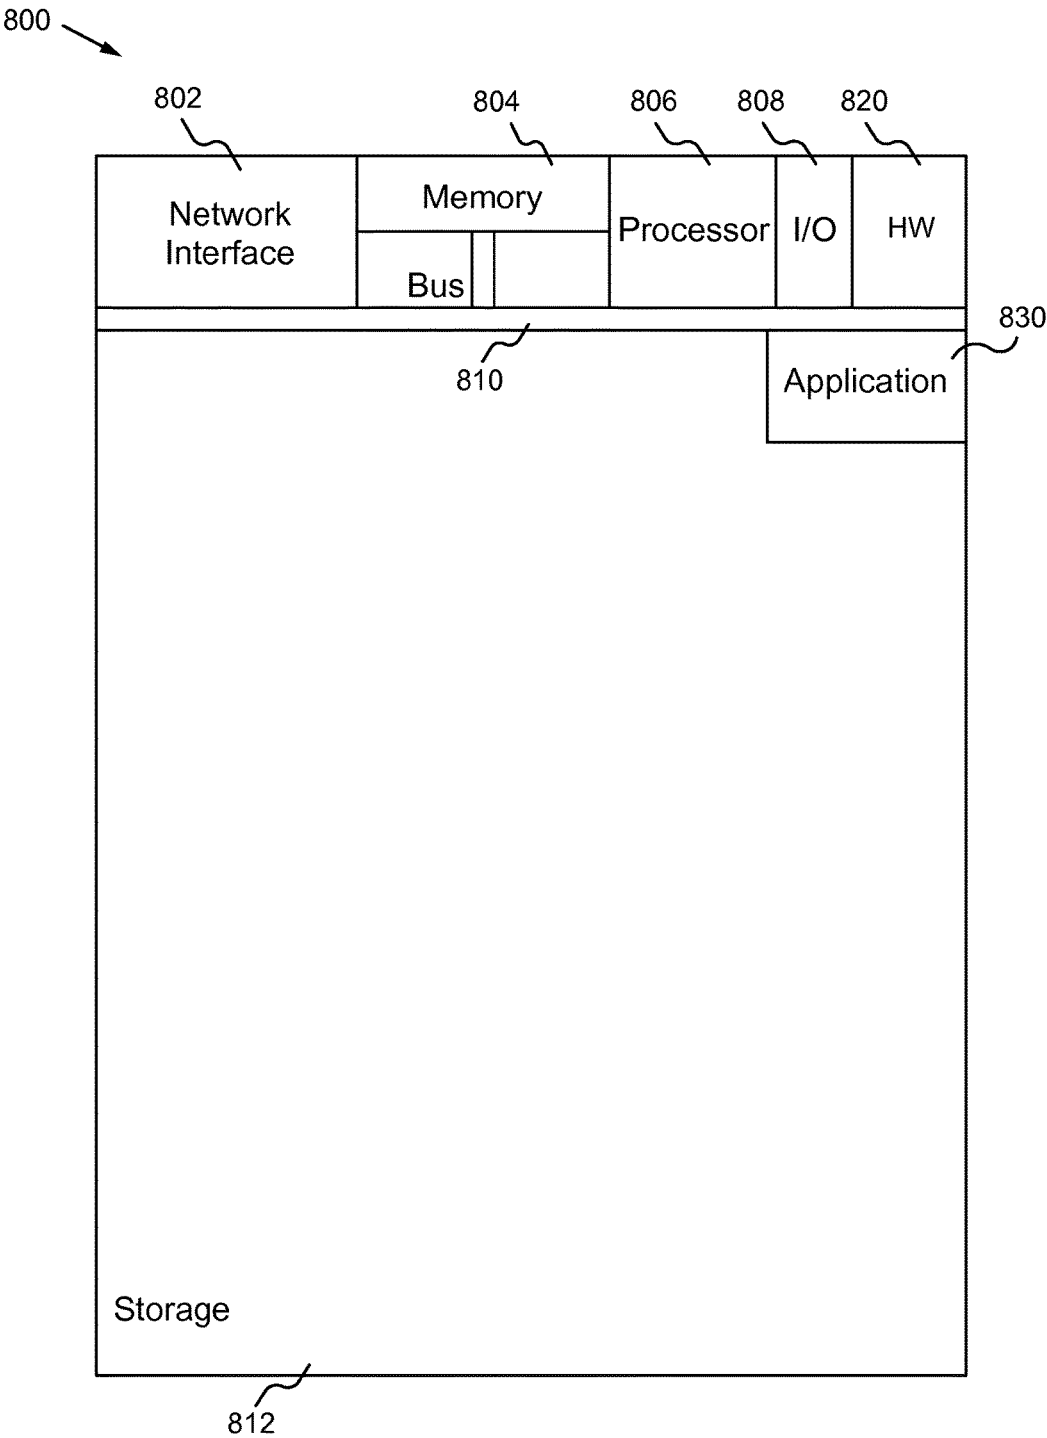 800
802
804
806
808
820
Network
Interface
Memory
Processor
I/O
HW
Bus
830
810
Application
Storage
812